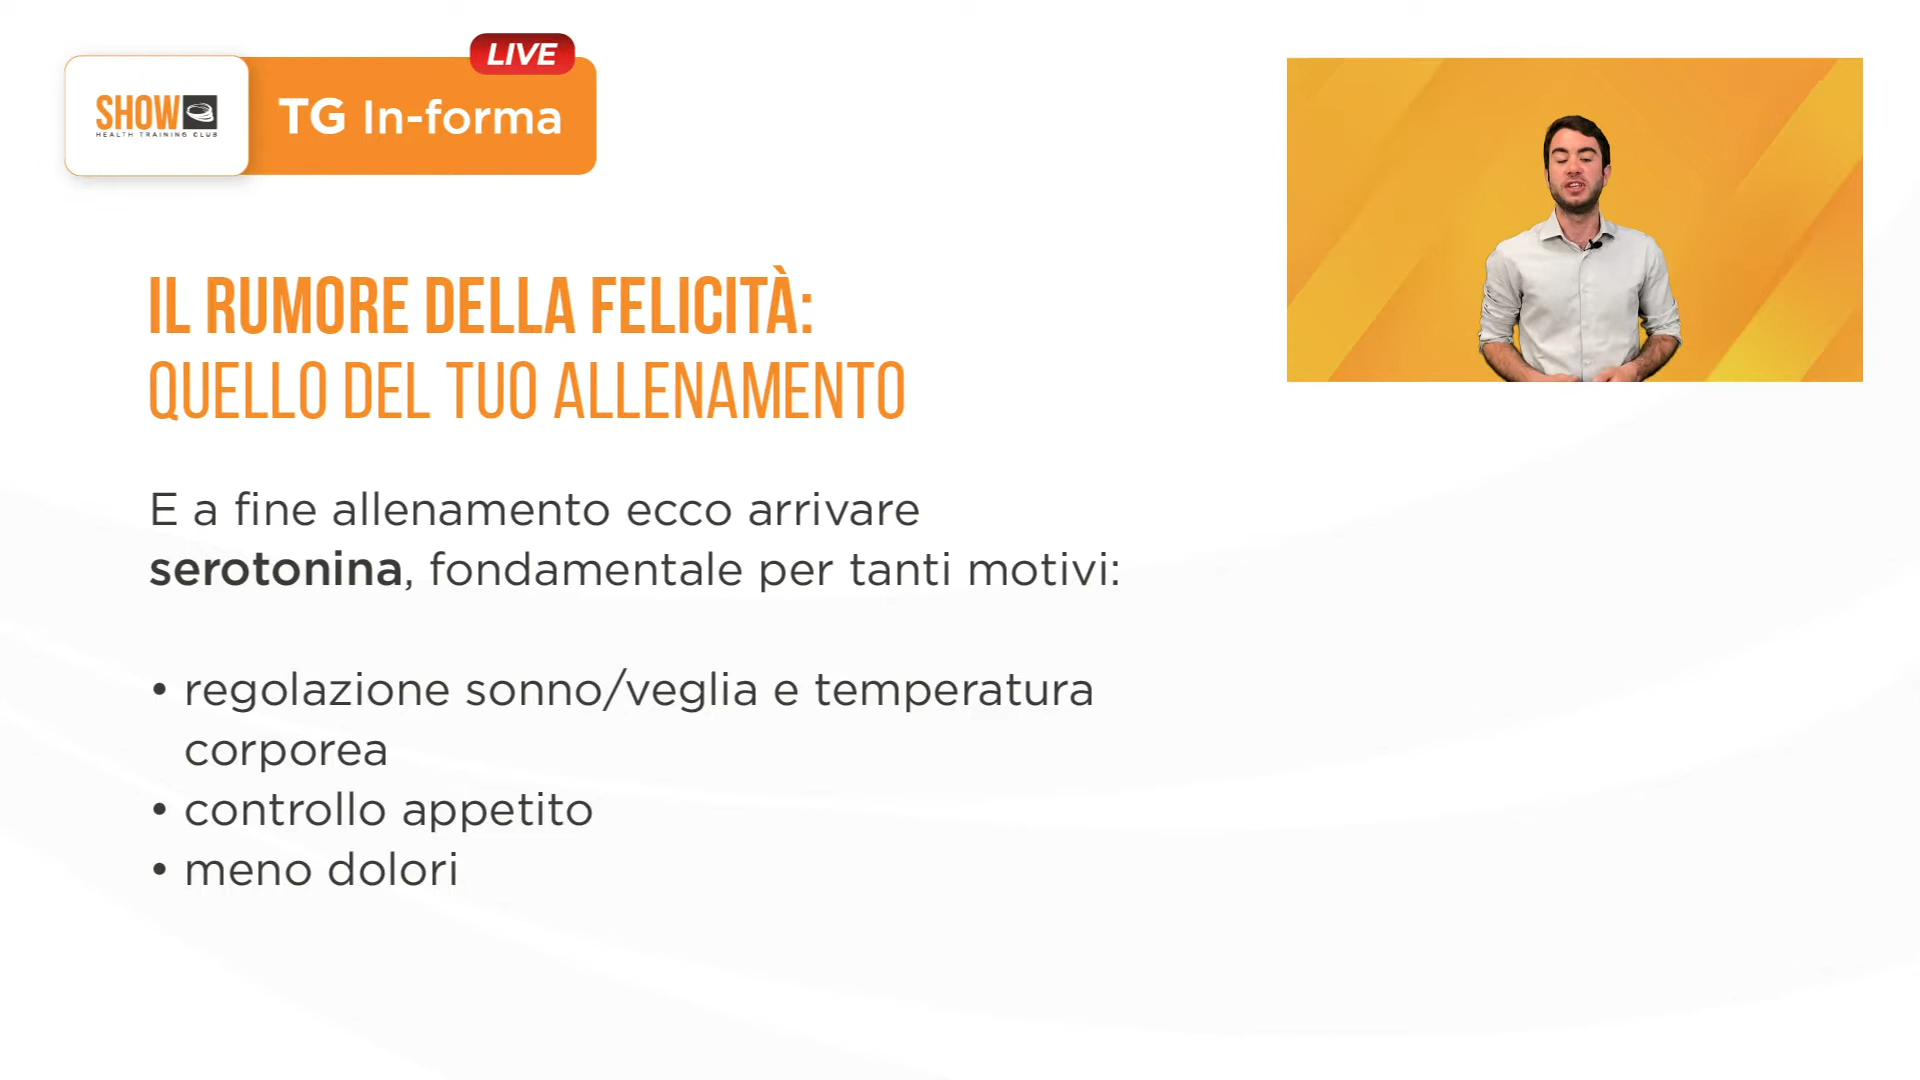 LIVE
SHOW
HEALTH TRAINING CLUB
TG In-forma
IL RUMORE DELLA FELICITÀ:
QUELLO DEL TUO ALLENAMENTO
E a fine allenamento ecco arrivare
serotonina, fondamentale per tanti motivi:
• regolazione sonno/veglia e temperatura
corporea
• controllo appetito
• meno dolori